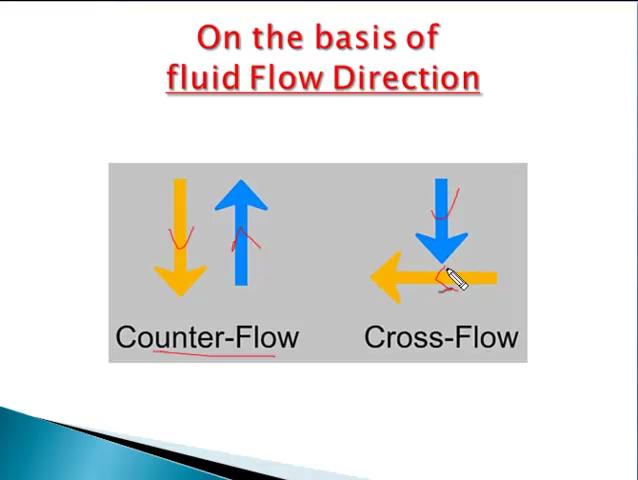 On the basis of
fluid Flow Direction
Counter-Flow
Cross-Flow